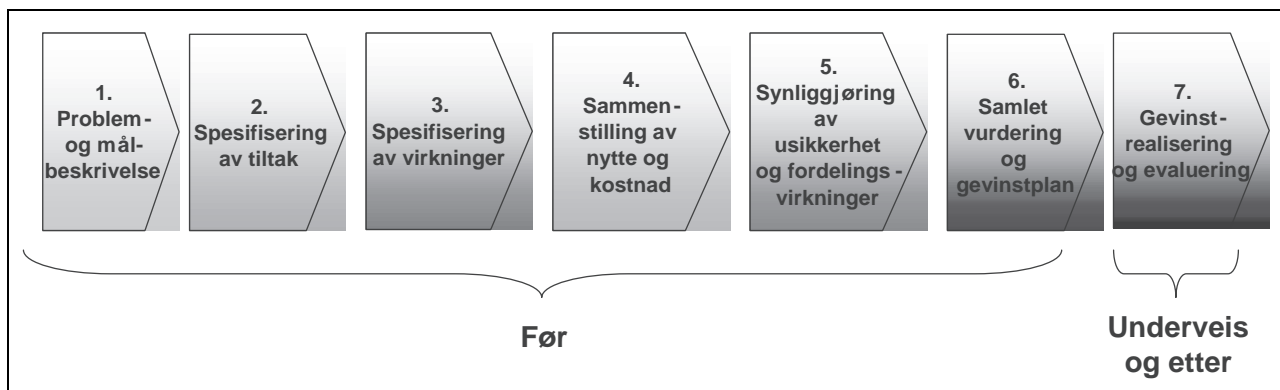 1.
Problem-
og mål-
beskrivelse
2.
Spesifisering
av tiltak
3.
Spesifisering
av virkninger
4.
Sammen-
stilling av
nytte og
kostnad
5.
Synliggjøring
av
usikkerhet
og fordelings -
virkninger
6.
Samlet
vurdering
og
gevinstplan
7.
Gevinst-
realisering
og evaluering
Før
Underveis
og etter